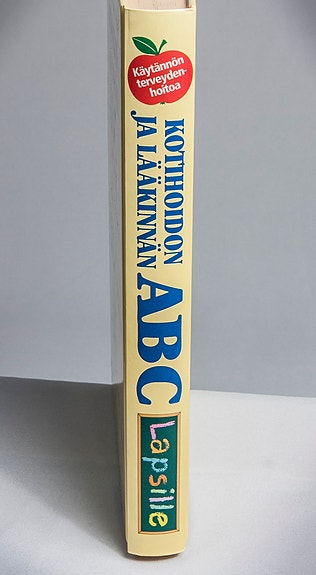 Käytännön
terveyden-
hoitoa
KOTIHOIDON
JA LÄÄKINNÄN
ABC
Lapsille